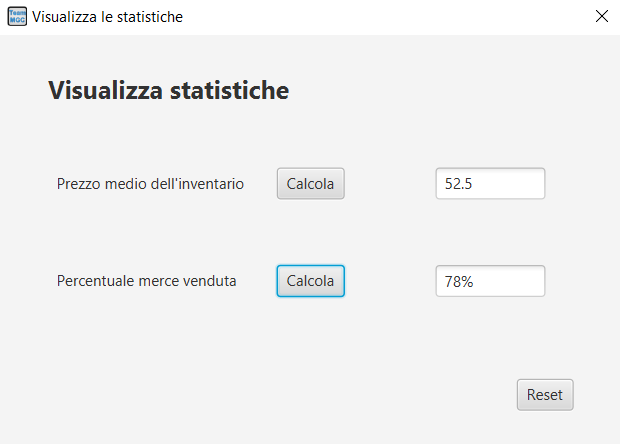 Team
MGC
Visualizza le statistiche
Visualizza statistiche
Prezzo medio dell'inventario Calcola 52.5
Percentuale merce venduta Calcola 78%
Reset